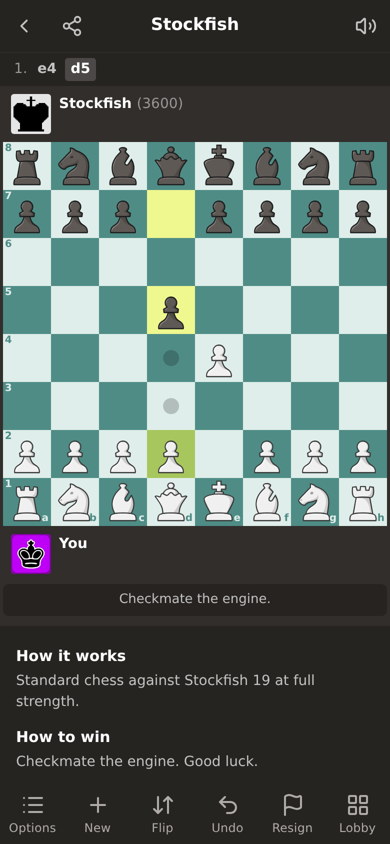 Stockfish
1. e4 d5
Stockfish (3600)
8
7
6
5
4
3
2
1
a b c d e f g h
You
Checkmate the engine.
How it works
Standard chess against Stockfish 19 at full
strength.
How to win
Checkmate the engine. Good luck.
Options New Flip Undo Resign Lobby